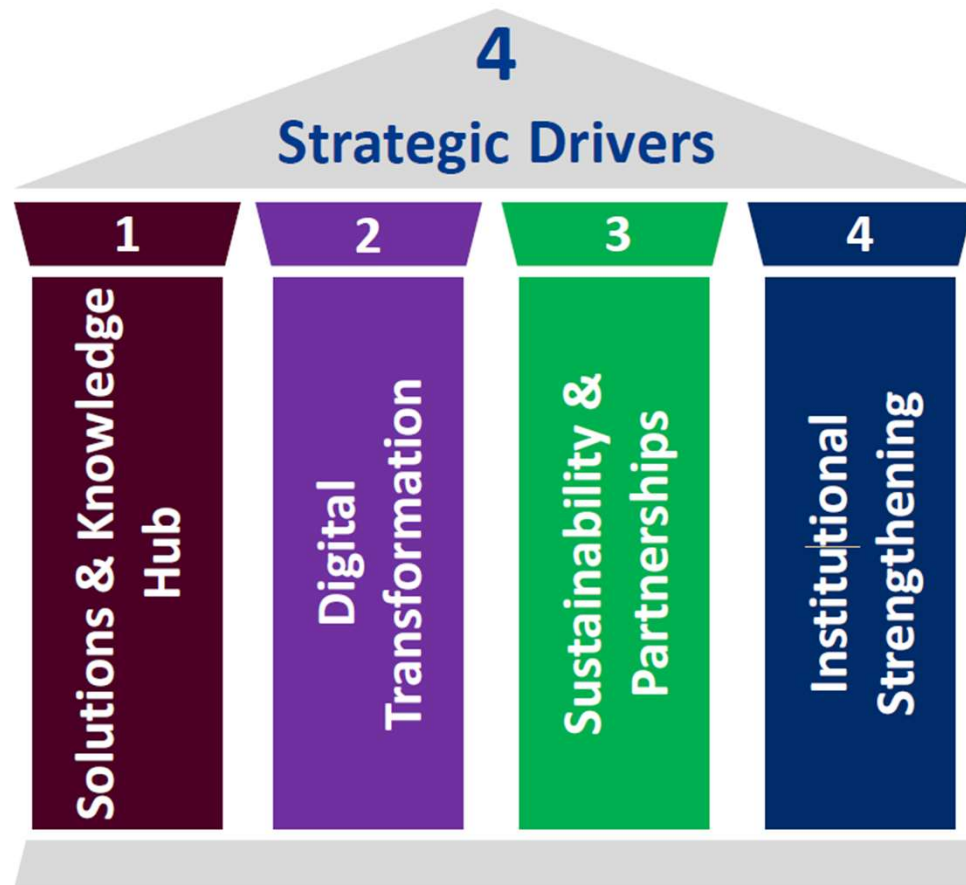 4
Strategic Drivers
1
Solutions & Knowledge
Hub
2
Digital
Transformation
3
Sustainability &
Partnerships
4
Institutional
Strengthening